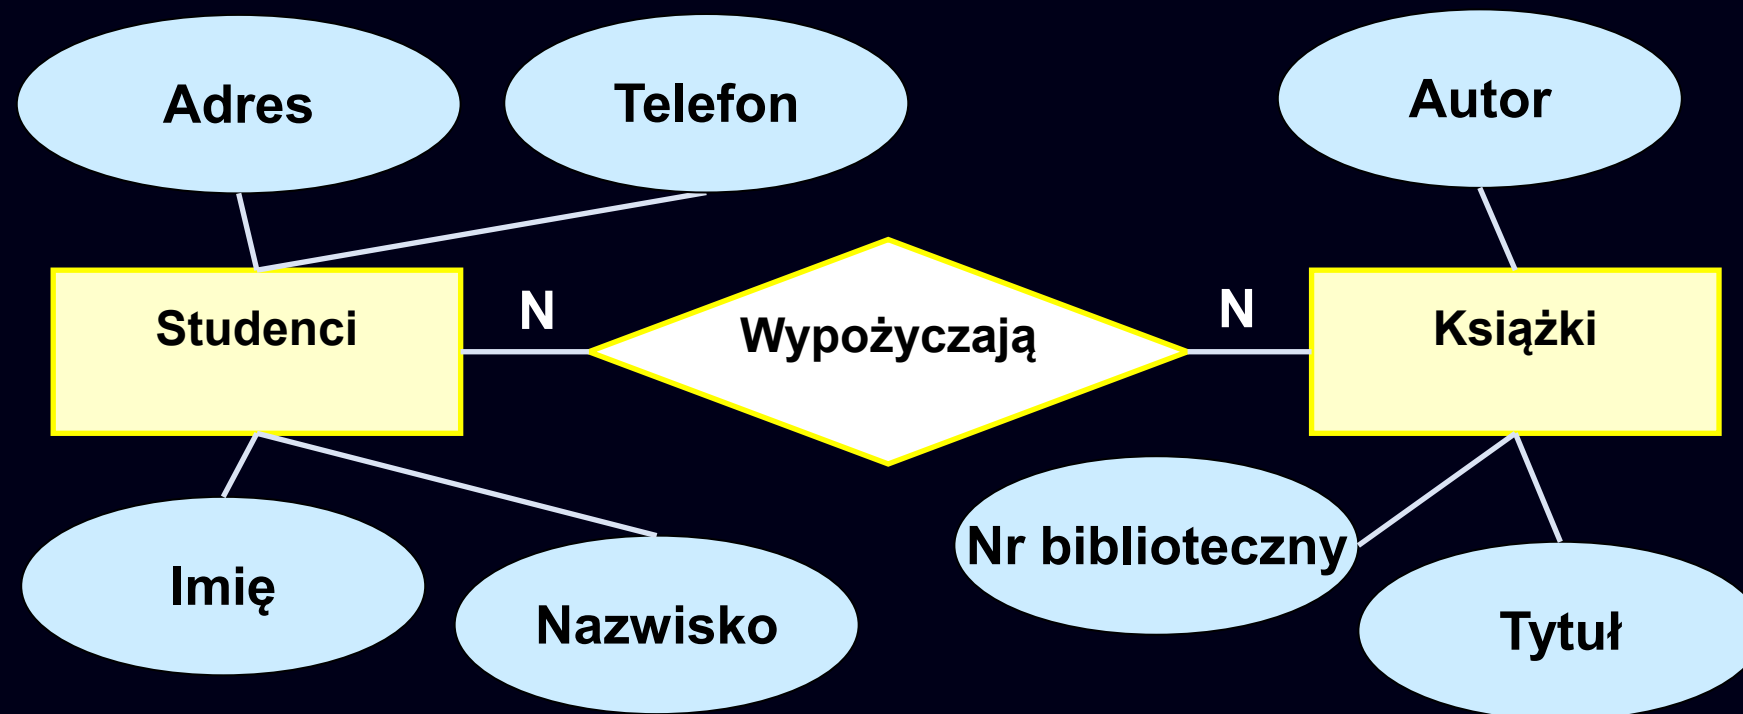 Adres
Telefon
Autor
Studenci
N
Wypożyczają
N
Książki
Imię
Nazwisko
Nr biblioteczny
Tytuł